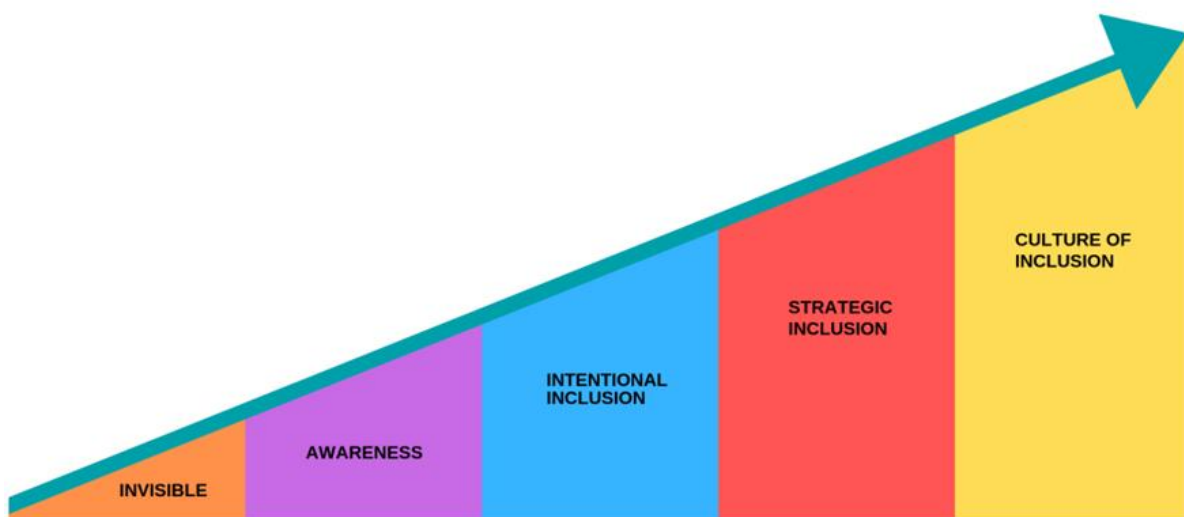 INVISIBLE
AWARENESS
INTENTIONAL
INCLUSION
STRATEGIC
INCLUSION
CULTURE OF
INCLUSION